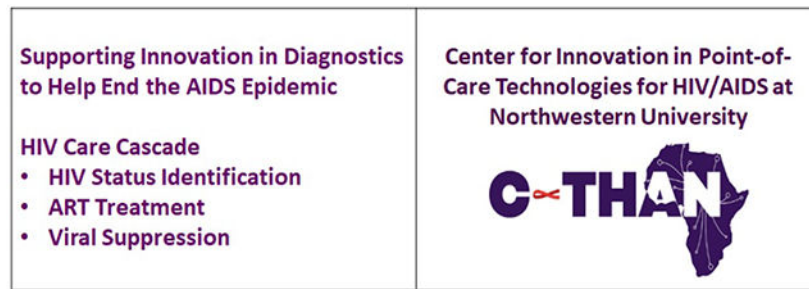 Supporting Innovation in Diagnostics
to Help End the AIDS Epidemic
HIV Care Cascade
• HIV Status Identification
• ART Treatment
• Viral Suppression
Center for Innovation in Point-of-
Care Technologies for HIV/AIDS at
Northwestern University
C-THAN